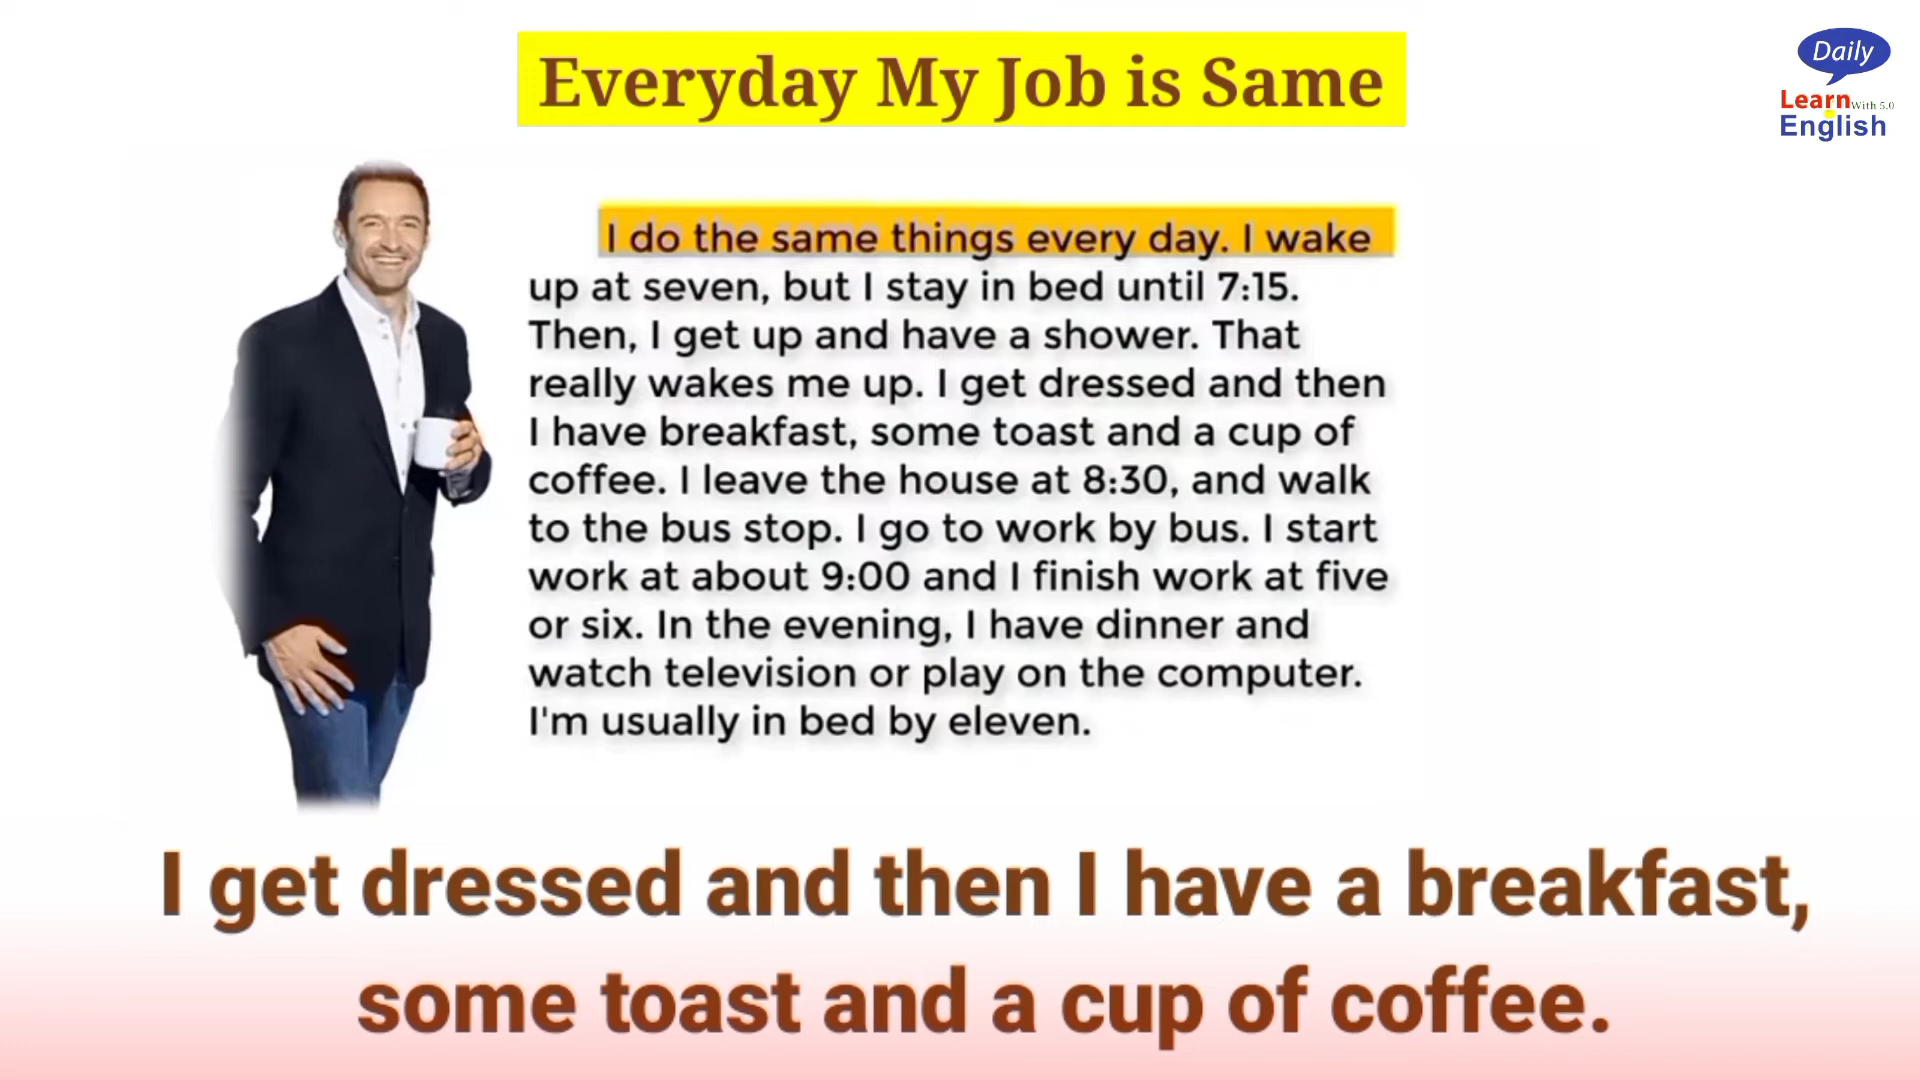 Everyday My Job is Same
Daily
Learn With 5.0
English
I do the same things every day. I wake
up at seven, but I stay in bed until 7:15.
Then, I get up and have a shower. That
really wakes me up. I get dressed and then
I have breakfast, some toast and a cup of
coffee. I leave the house at 8:30, and walk
to the bus stop. I go to work by bus. I start
work at about 9:00 and I finish work at five
or six. In the evening, I have dinner and
watch television or play on the computer.
I'm usually in bed by eleven.
I get dressed and then I have a breakfast,
some toast and a cup of coffee.